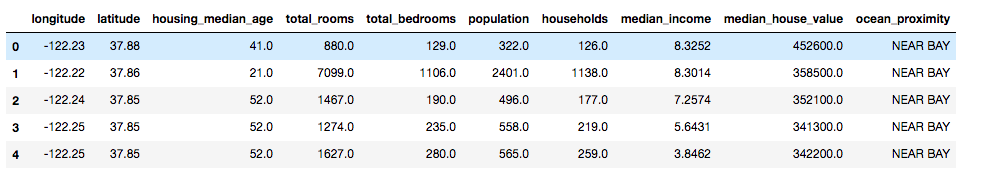 longitude latitude housing_median_age total_rooms total_bedrooms population households median_income median_house_value ocean_proximity
0 -122.23 37.88 41.0 880.0 129.0 322.0 126.0 8.3252 452600.0 NEAR BAY
1 -122.22 37.86 21.0 7099.0 1106.0 2401.0 1138.0 8.3014 358500.0 NEAR BAY
2 -122.24 37.85 52.0 1467.0 190.0 496.0 177.0 7.2574 352100.0 NEAR BAY
3 -122.25 37.85 52.0 1274.0 235.0 558.0 219.0 5.6431 341300.0 NEAR BAY
4 -122.25 37.85 52.0 1627.0 280.0 565.0 259.0 3.8462 342200.0 NEAR BAY